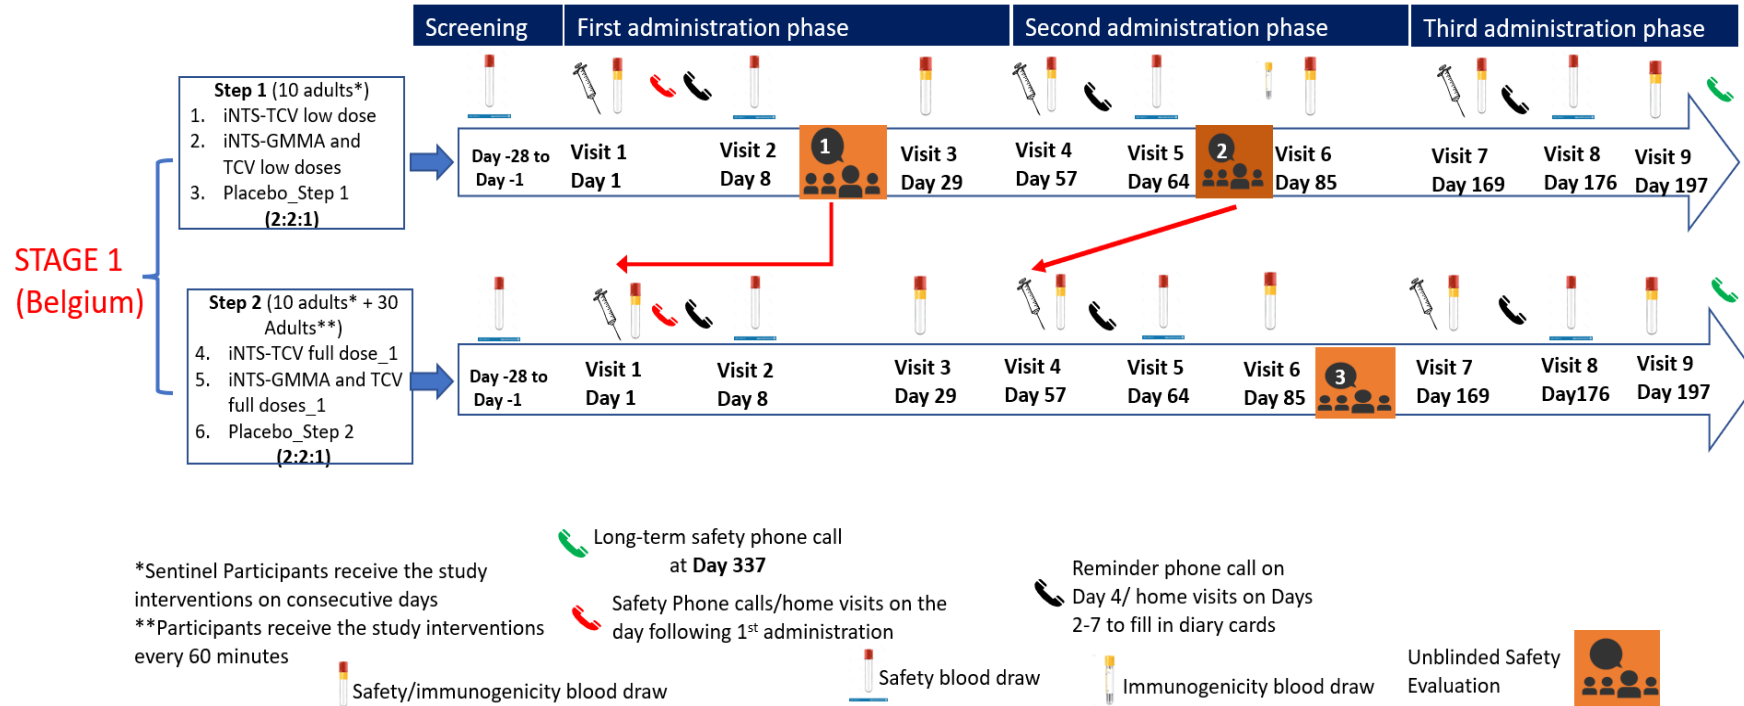 Screening
First administration phase
Second administration phase
Third administration phase
Step 1 (10 adults*)
1. iNTS-TCV low dose
2. iNTS-GMMA and
TCV low doses
3. Placebo_Step 1
(2:2:1)
Day -28 to
Day -1
Visit 1
Day 1
Visit 2
Day 8
1
Visit 3
Day 29
Visit 4
Day 57
Visit 5
Day 64
2
Visit 6
Day 85
Visit 7
Day 169
Visit 8
Day 176
Visit 9
Day 197
STAGE 1
(Belgium)
Step 2 (10 adults* + 30
Adults**)
4. iNTS-TCV full dose_1
5. iNTS-GMMA and TCV
full doses_1
6. Placebo_Step 2
(2:2:1)
Day -28 to
Day -1
Visit 1
Day 1
Visit 2
Day 8
Visit 3
Day 29
Visit 4
Day 57
Visit 5
Day 64
Visit 6
Day 85
3
Visit 7
Day 169
Visit 8
Day176
Visit 9
Day 197
*Sentinel Participants receive the study
interventions on consecutive days
**Participants receive the study interventions
every 60 minutes
Long-term safety phone call
at Day 337
Safety Phone calls/home visits on the
day following 1st administration
Reminder phone call on
Day 4/ home visits on Days
2-7 to fill in diary cards
Safety/immunogenicity blood draw
Safety blood draw
Immunogenicity blood draw
Unblinded Safety
Evaluation